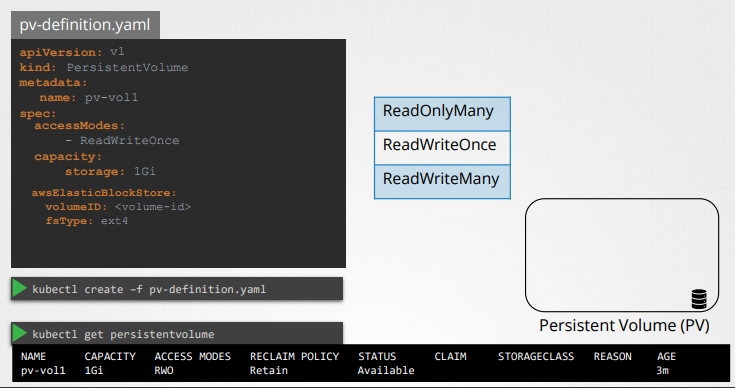 pv-definition.yaml
apiVersion: v1
kind: PersistentVolume
metadata:
name: pv-vol1
spec:
accessModes:
- ReadWriteOnce
capacity:
storage: 1Gi
awsElasticBlockStore:
volumeID: <volume-id>
fsType: ext4
ReadOnlyMany
ReadWriteOnce
ReadWriteMany
Persistent Volume (PV)
kubectl create –f pv-definition.yaml
kubectl get persistentvolume
NAME CAPACITY ACCESS MODES RECLAIM POLICY STATUS CLAIM STORAGECLASS REASON AGE
pv-vol1 1Gi RWO Retain Available 3m